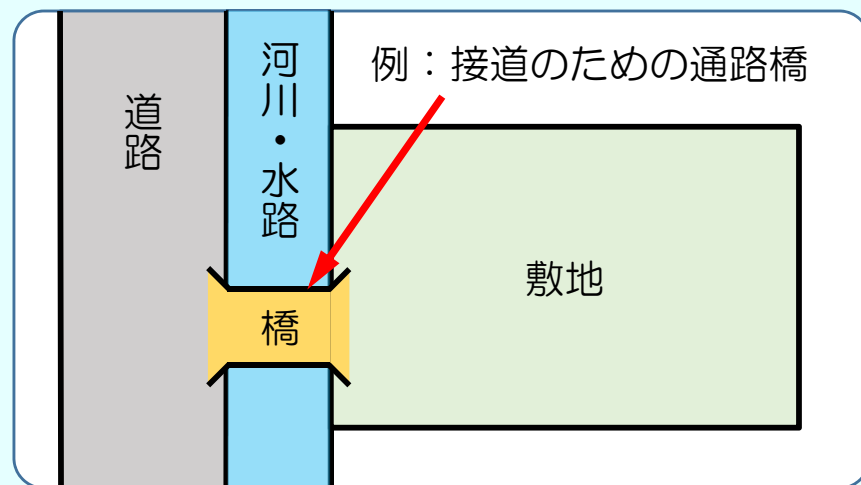 例：接道のための通路橋
道路
河川・水路
橋
敷地